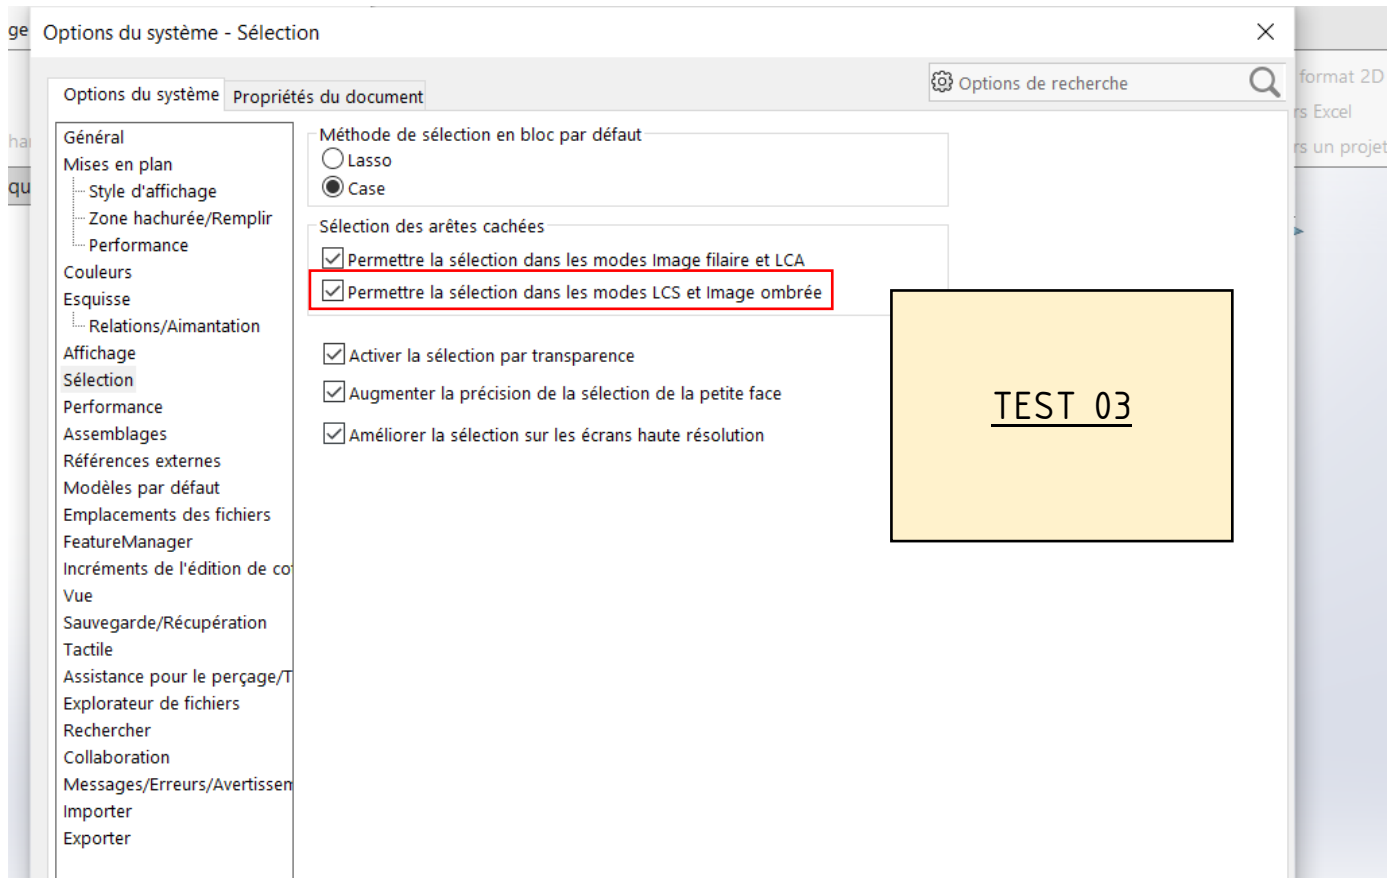 ge
Options du système - Sélection
Options de recherche
format 2D
Options du système
Propriétés du document
rs Excel
rs un projet
Général
Mises en plan
Style d'affichage
Zone hachurée/Remplir
Performance
Couleurs
Esquisse
Relations/Aimantation
Affichage
Sélection
Performance
Assemblages
Références externes
Modèles par défaut
Emplacements des fichiers
FeatureManager
Incréments de l'édition de co
Vue
Sauvegarde/Récupération
Tactile
Assistance pour le perçage/T
Explorateur de fichiers
Rechercher
Collaboration
Messages/Erreurs/Avertissem
Importer
Exporter
Méthode de sélection en bloc par défaut
Lasso
Case
Sélection des arêtes cachées
Permettre la sélection dans les modes Image filaire et LCA
Permettre la sélection dans les modes LCS et Image ombrée
Activer la sélection par transparence
Augmenter la précision de la sélection de la petite face
Améliorer la sélection sur les écrans haute résolution
TEST 03